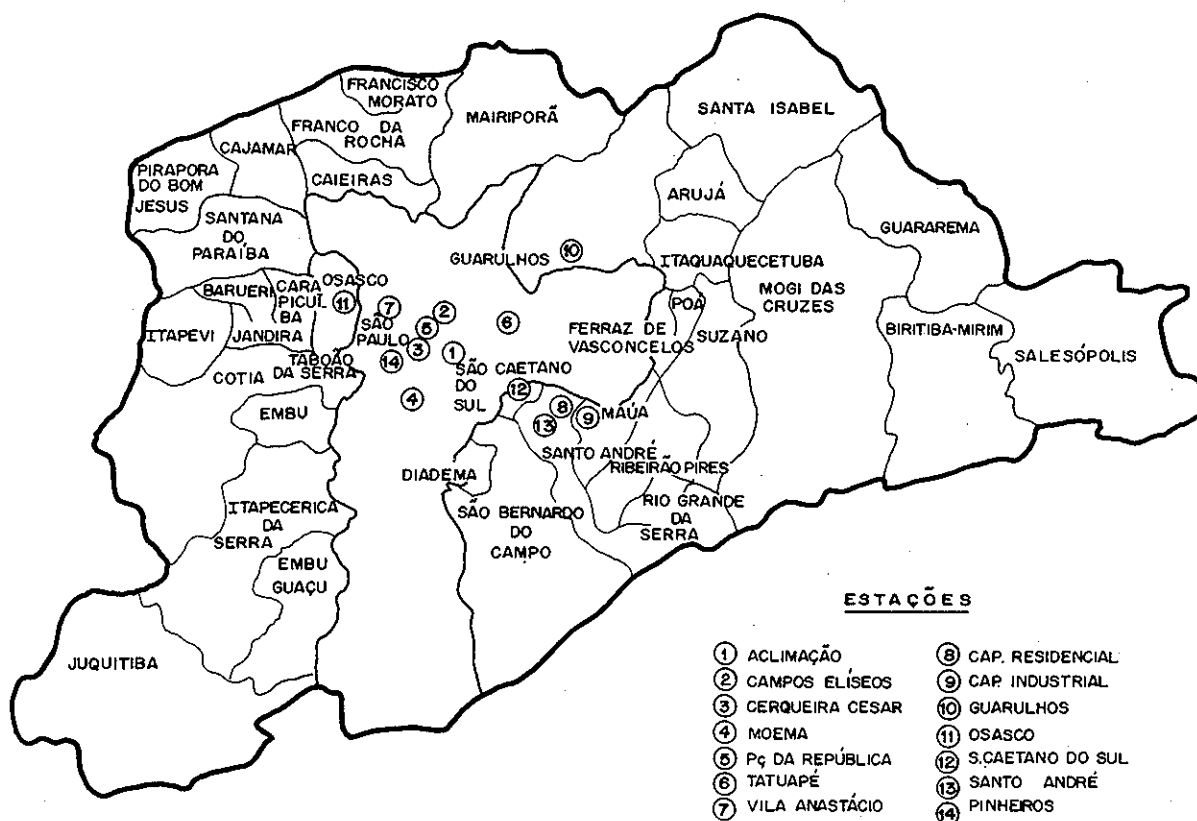 FRANCISCO
MORATO
MAIRIPORÃ
SANTA ISABEL
FRANCO DA
ROCHA
CAJAMAR
PIRAPORA
DO BOM
JESUS
CAIEIRAS
ARUJÁ
SANTANA
DO
PARAÍBA
GUARAREMA
GUARULHOS
10
ITAQUAQUECETUBA
OSASCO
11
BARUERI
CARA
PICUÍ
BA
MOGI DAS
CRUZES
POÁ
7
2
6
SÃO
PAULO
5
FERRAZ DE
VASCONCELOS
SUZANO
BIRITIBA-MIRIM
ITAPEVI
JANDIRA
3
1
14
SALESÓPOLIS
TABOÃO
DA SERRA
COTIA
SÃO CAETANO
DO
SUL
12
4
8
9
MAÚA
13
EMBU
SANTO ANDRÉ
RIBEIRÃO PIRES
DIADEMA
RIO GRANDE
DA
SERRA
ITAPECERICA
DA
SERRA
SÃO BERNARDO
DO
CAMPO
EMBU
GUAÇU
JUQUITIBA
ESTAÇÕES
1 ACLIMAÇÃO
2 CAMPOS ELÍSEOS
3 CERQUEIRA CESAR
4 MOEMA
5 Pç DA REPÚBLICA
6 TATUAPÉ
7 VILA ANASTÁCIO
8 CAP. RESIDENCIAL
9 CAP. INDUSTRIAL
10 GUARULHOS
11 OSASCO
12 S.CAETANO DO SUL
13 SANTO ANDRÉ
14 PINHEIROS